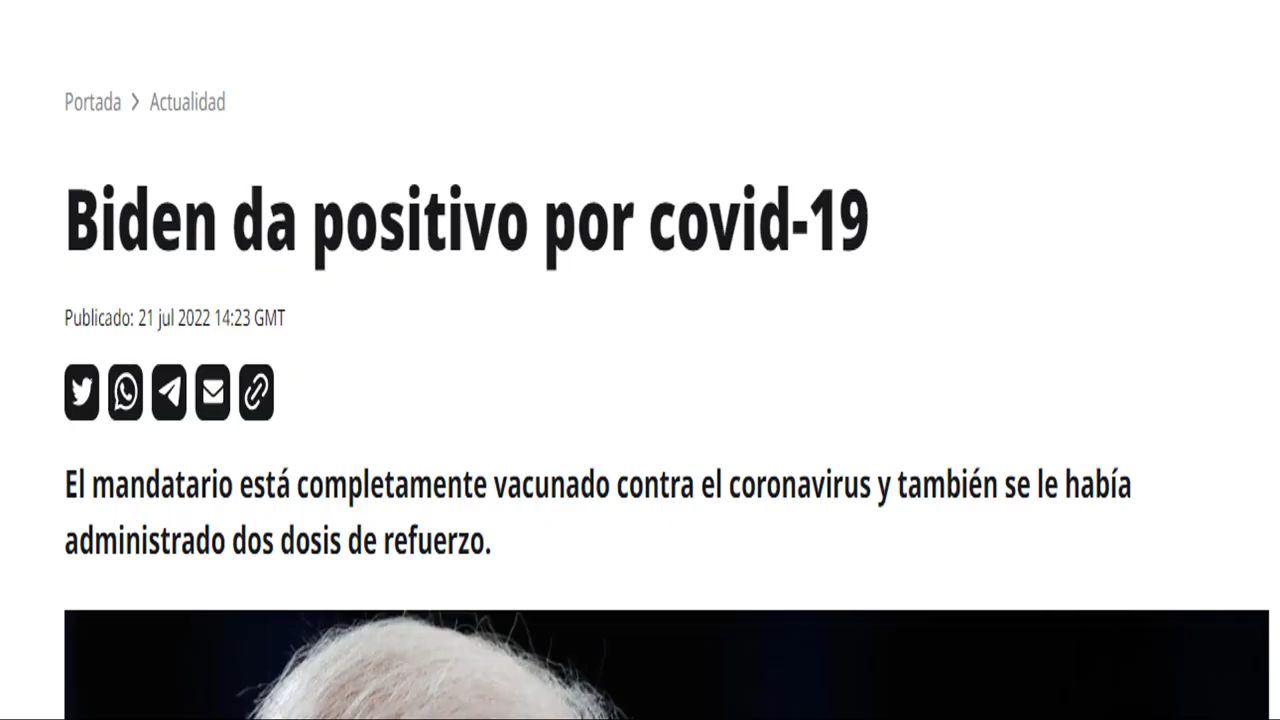 Portada > Actualidad
Biden da positivo por covid-19
Publicado: 21 jul 2022 14:23 GMT
El mandatario está completamente vacunado contra el coronavirus y también se le había
administrado dos dosis de refuerzo.